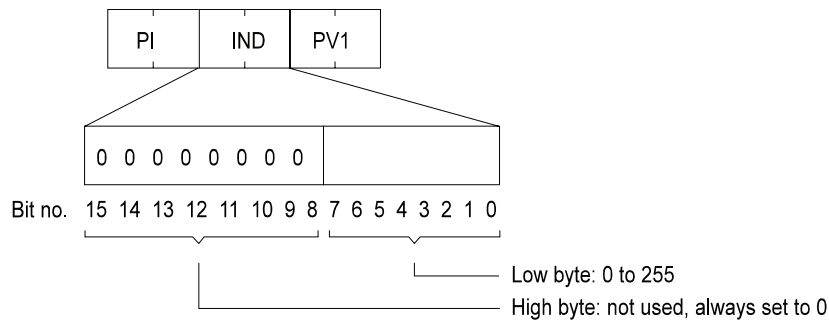 PI IND PV1
0 0 0 0 0 0 0 0
Bit no. 15 14 13 12 11 10 9 8 7 6 5 4 3 2 1 0
Low byte: 0 to 255
High byte: not used, always set to 0